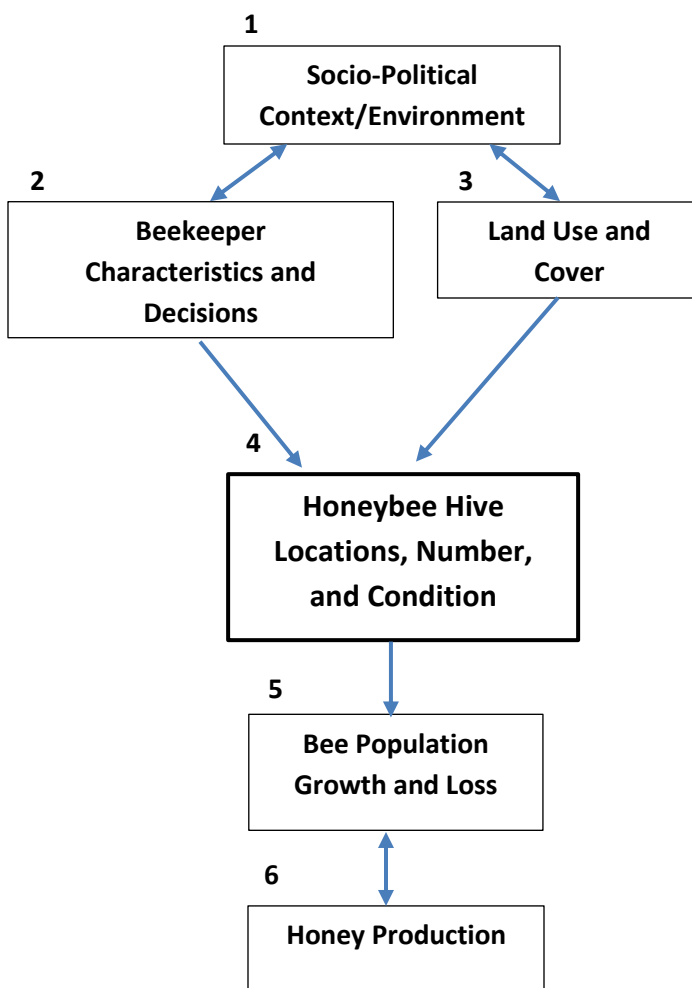 1
Socio-Political
Context/Environment
2
3
Beekeeper
Characteristics and
Decisions
Land Use and
Cover
4
Honeybee Hive
Locations, Number,
and Condition
5
Bee Population
Growth and Loss
6
Honey Production